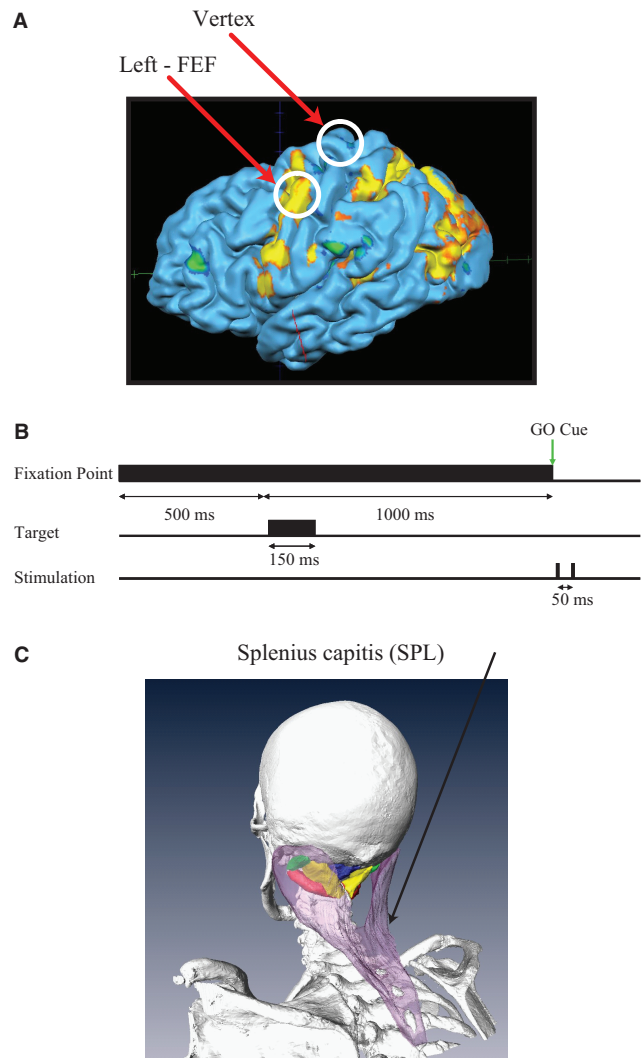 A
Vertex
Left - FEF
B
GO Cue
Fixation Point
500 ms 1000 ms
Target
150 ms
Stimulation
50 ms
C
Splenius capitis (SPL)